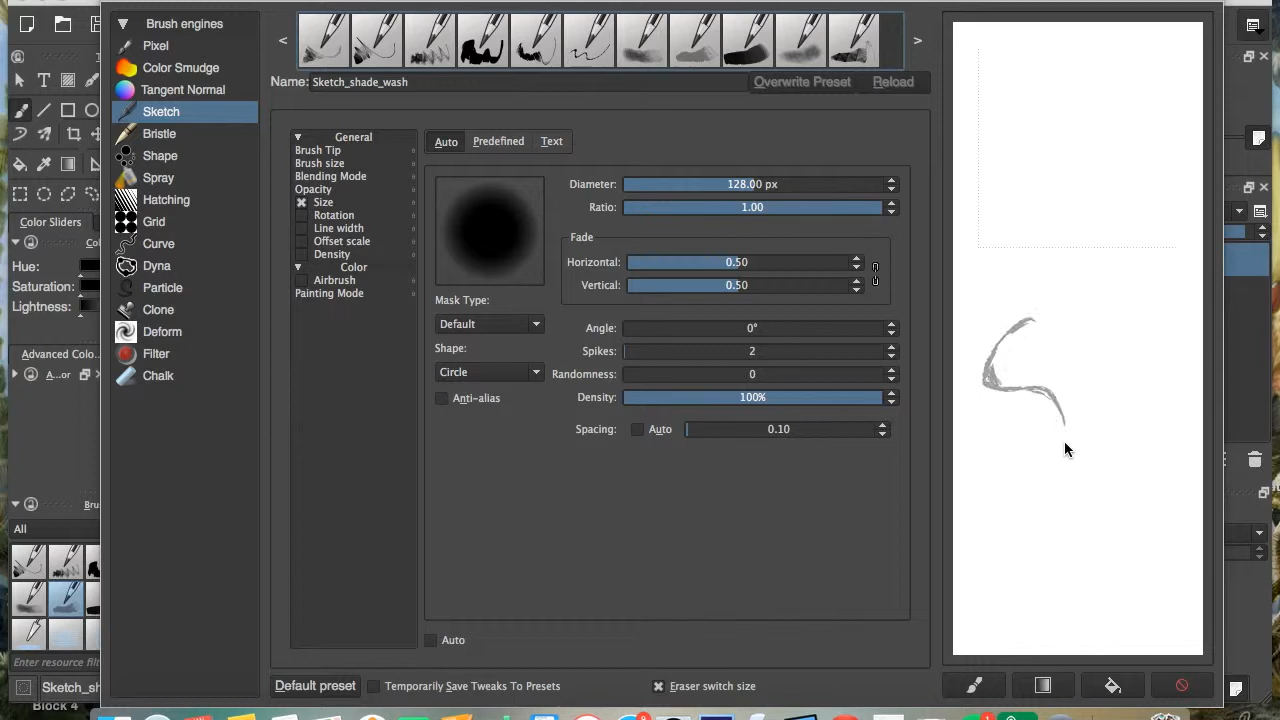 Brush engines
Pixel
Color Smudge
Tangent Normal
Sketch
Bristle
Shape
Spray
Hatching
Grid
Curve
Dyna
Particle
Clone
Deform
Filter
Chalk
<
>
Name: Sketch_shade_wash
Overwrite Preset
Reload
General
Brush Tip
Brush size
Blending Mode
Opacity
Size
Rotation
Line width
Offset scale
Density
Color
Airbrush
Painting Mode
Auto
Predefined
Text
Diameter: 128.00 px
Ratio: 1.00
Fade
Horizontal: 0.50
Vertical: 0.50
Mask Type:
Default
Shape:
Circle
Anti-alias
Angle: 0°
Spikes: 2
Randomness: 0
Density: 100%
Spacing: Auto 0.10
Auto
Default preset
Temporarily Save Tweaks To Presets
Eraser switch size
Color Sliders
Co
Hue:
Saturation:
Lightness:
Advanced Color
A...or
Bru
All
Enter resource filt
Sketch_sh
Block 4